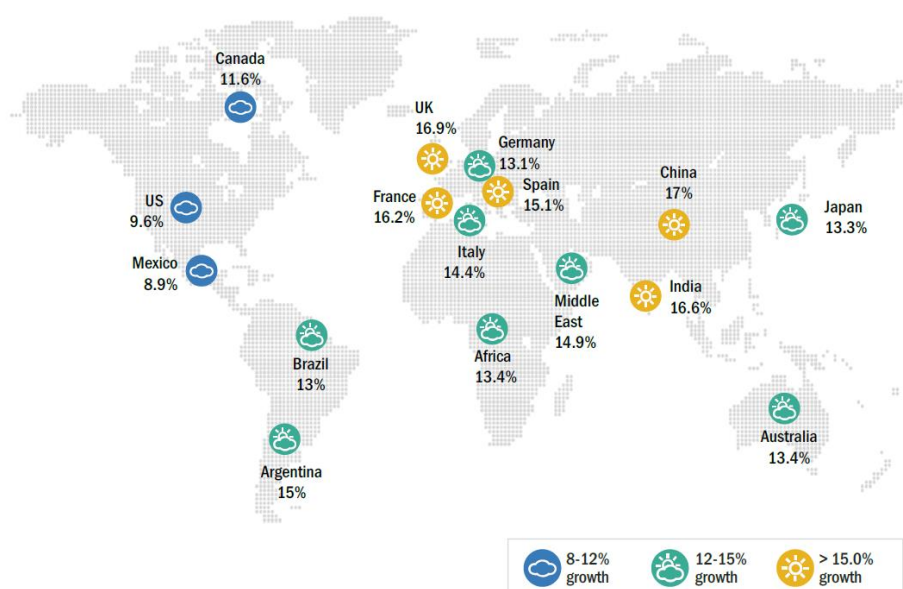 Canada
11.6%
UK
16.9%
Germany
13.1%
Spain
15.1%
China
17%
France
16.2%
US
9.6%
Japan
13.3%
Italy
14.4%
Mexico
8.9%
India
16.6%
Middle
East
14.9%
Brazil
13%
Africa
13.4%
Australia
13.4%
Argentina
15%
8-12%
growth
12-15%
growth
> 15.0%
growth